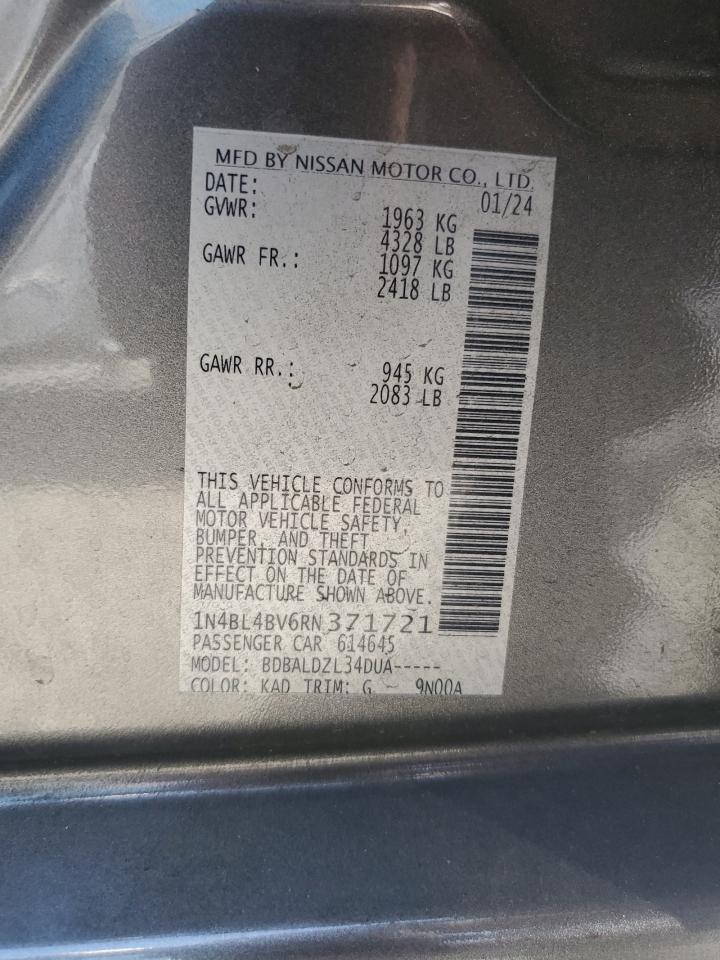 MFD BY NISSAN MOTOR CO., LTD.
DATE: 01/24
GVWR: 1963 KG
4328 LB
GAWR FR.: 1097 KG
2418 LB
GAWR RR.: 945 KG
2083 LB
THIS VEHICLE CONFORMS TO
ALL APPLICABLE FEDERAL
MOTOR VEHICLE SAFETY,
BUMPER, AND THEFT
PREVENTION STANDARDS IN
EFFECT ON THE DATE OF
MANUFACTURE SHOWN ABOVE.
1N4BL4BV6RN371721
PASSENGER CAR 614645
MODEL: BDBALDZL34DUA-----
COLOR: KAD TRIM: G - 9N00A